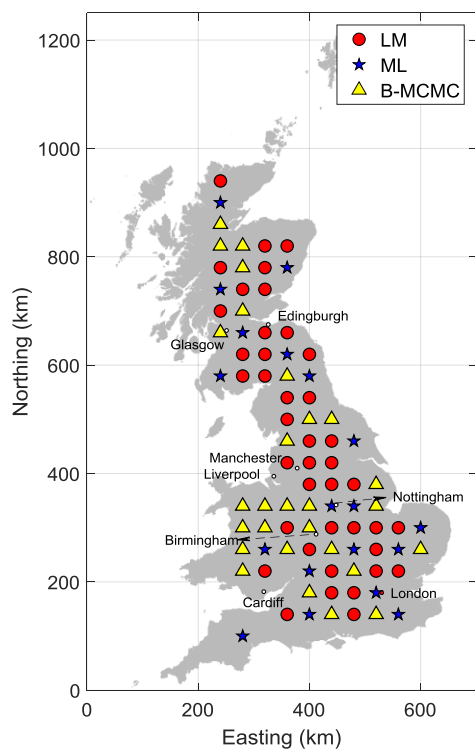 1200
LM
ML
B-MCMC
1000
800
Edingburgh
Glasgow
600
Manchester
Liverpool
400
Nottingham
Birmingham
200
London
Cardiff
0
0
200
400
600
Northing (km)
Easting (km)